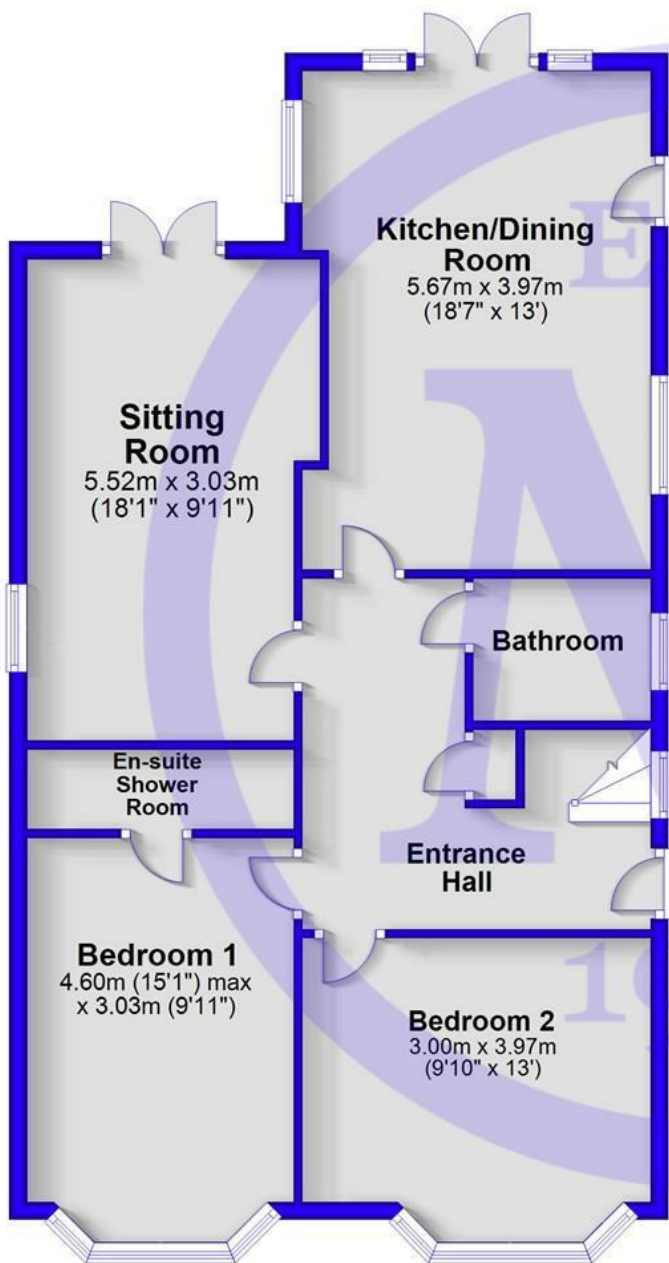 Kitchen/Dining
Room
5.67m x 3.97m
(18'7" x 13')
Sitting
Room
5.52m x 3.03m
(18'1" x 9'11")
Bathroom
En-suite
Shower
Room
Entrance
Hall
Bedroom 1
4.60m (15'1") max
x 3.03m (9'11")
Bedroom 2
3.00m x 3.97m
(9'10" x 13')